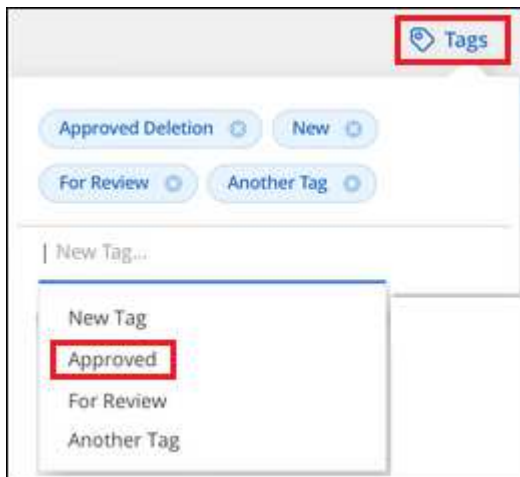 Tags
Approved Deletion New
For Review Another Tag
New Tag...
New Tag
Approved
For Review
Another Tag